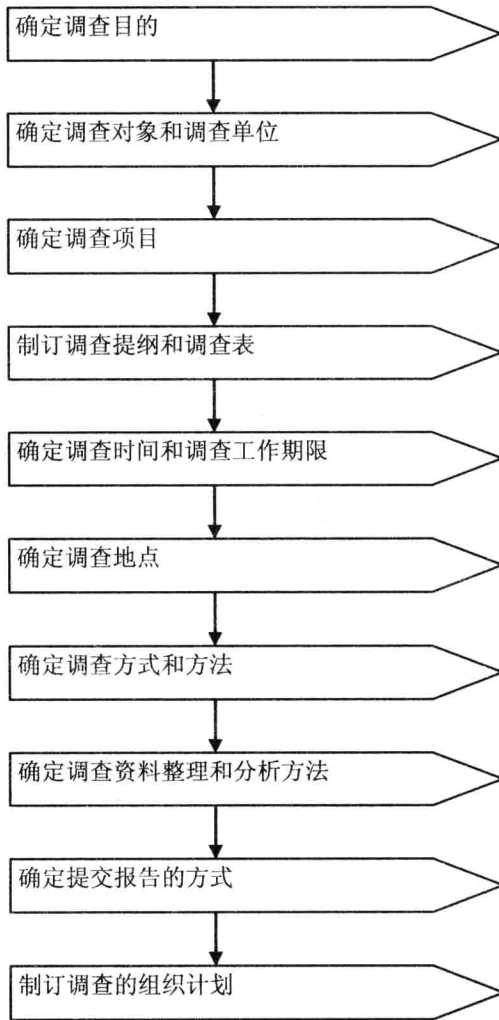 确定调查目的
确定调查对象和调查单位
确定调查项目
制订调查提纲和调查表
确定调查时间和调查工作期限
确定调查地点
确定调查方式和方法
确定调查资料整理和分析方法
确定提交报告的方式
制订调查的组织计划